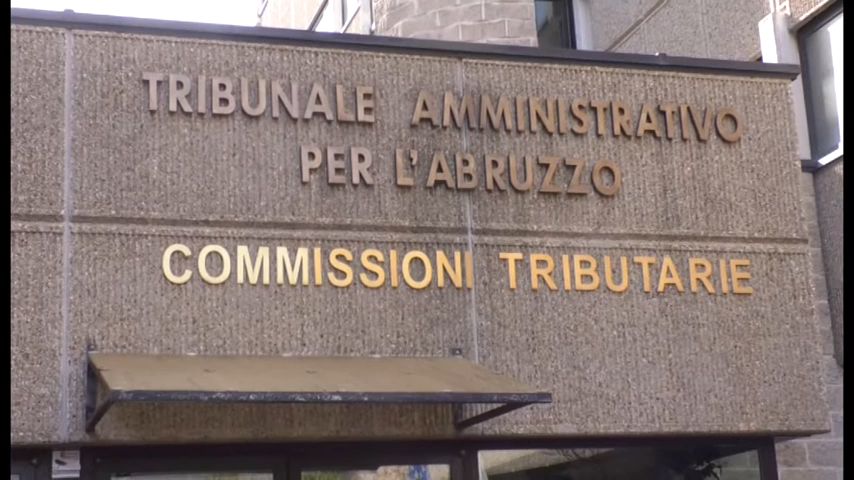 TRIBUNALE AMMINISTRATIVO
PER L'ABRUZZO
COMMISSIONI TRIBUTARIE